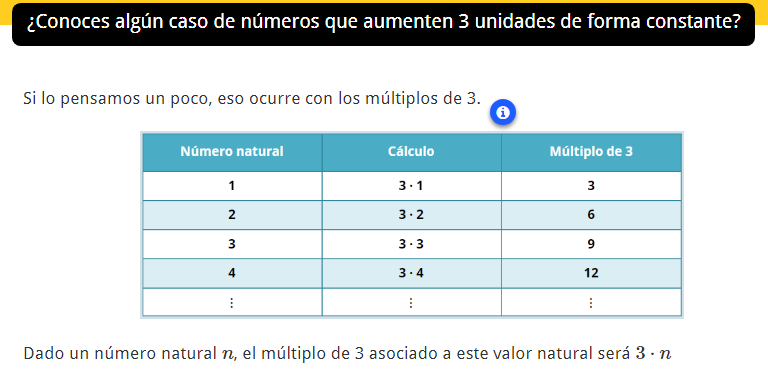 ¿Conoces algún caso de números que aumenten 3 unidades de forma constante?
Si lo pensamos un poco, eso ocurre con los múltiplos de 3.
i
Número natural Cálculo Múltiplo de 3
1 3 · 1 3
2 3 · 2 6
3 3 · 3 9
4 3 · 4 12
⋮ ⋮ ⋮
Dado un número natural n, el múltiplo de 3 asociado a este valor natural será 3 · n